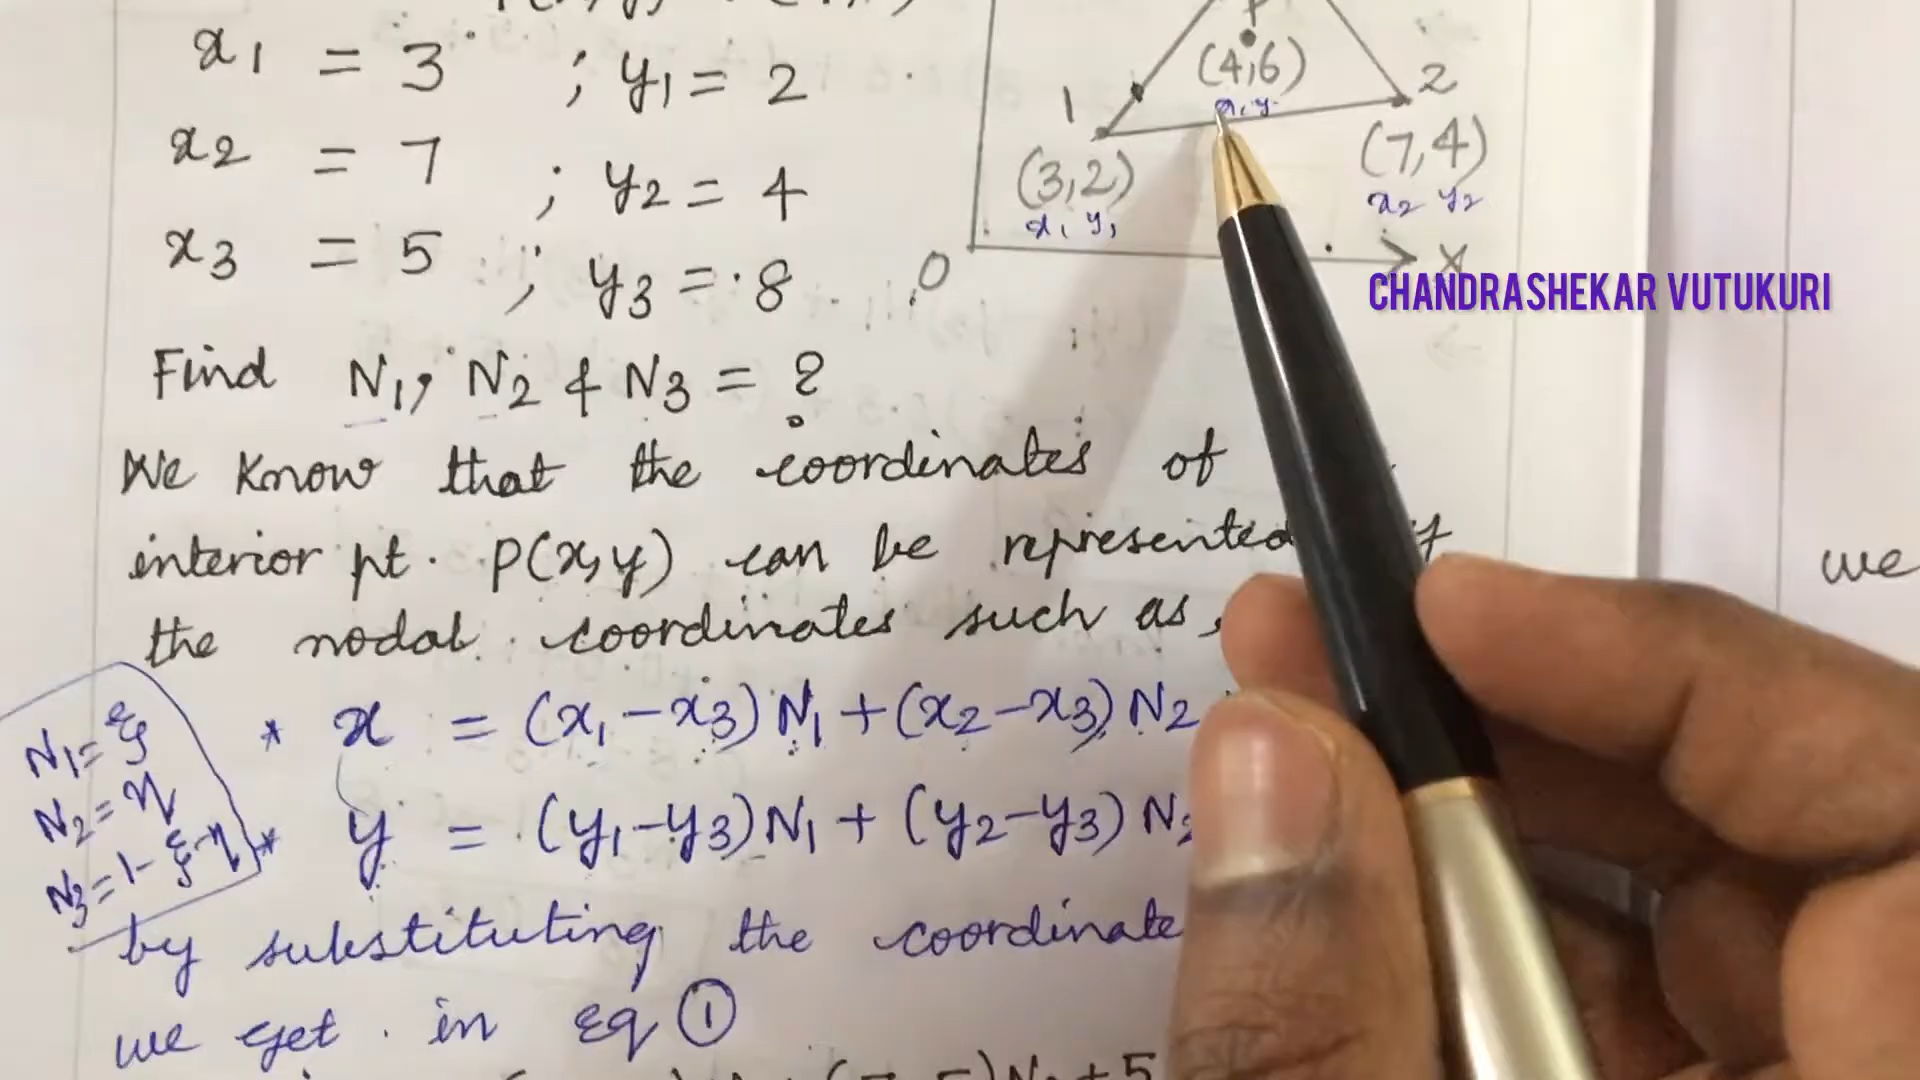 x1 = 3 ; y1 = 2
x2 = 7 ; y2 = 4
x3 = 5 ; y3 = 8
Find N1, N2 & N3 = ?
We know that the coordinates of
interior pt. P(x,y) can be represented
the nodal coordinates such as,
* x = (x1-x3)N1+(x2-x3)N2
* y = (y1-y3)N1 + (y2-y3)N2
N1=ξ
N2=η
N3=1-ξ-η
by substituting the coordinate
we get in Eq ①
P
(4,6)
x, y
1
(3,2)
x1 y1
2
(7,4)
x2 y2
0
X
CHANDRASHEKAR VUTUKURI
we